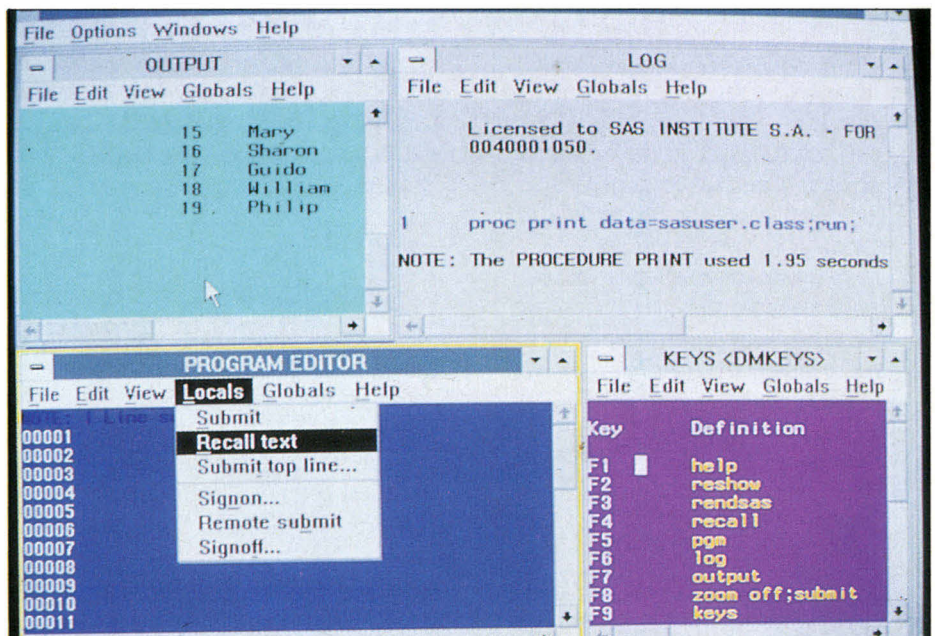 File Options Windows Help
OUTPUT
File Edit View Globals Help
15 Mary
16 Sharon
17 Guido
18 William
19 Philip
LOG
File Edit View Globals Help
Licensed to SAS INSTITUTE S.A. - FOR
0040001050.
1 proc print data=sasuser.class;run;
NOTE: The PROCEDURE PRINT used 1.95 seconds
PROGRAM EDITOR
File Edit View Locals Globals Help
NOTE: 1 Line
00001
00002
00003
00004
00005
00006
00007
00008
00009
00010
00011
Submit
Recall text
Submit top line...
Signon...
Remote submit
Signoff...
KEYS <DMKEYS>
File Edit View Globals Help
Key Definition
F1 help
F2 reshow
F3 rendsas
F4 recall
F5 pgm
F6 log
F7 output
F8 zoom off;submit
F9 keys